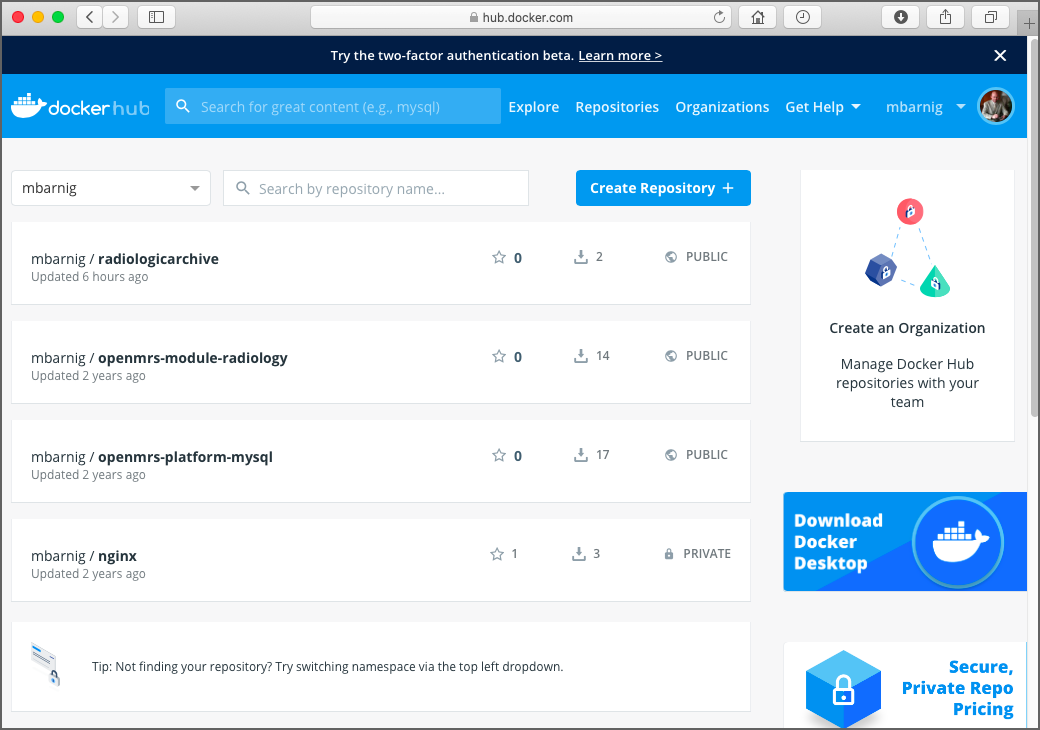 hub.docker.com
Try the two-factor authentication beta. Learn more >
docker hub
Search for great content (e.g., mysql)
Explore
Repositories
Organizations
Get Help
mbarnig
mbarnig
Search by repository name...
Create Repository +
mbarnig / radiologicarchive
Updated 6 hours ago
0
2
PUBLIC
mbarnig / openmrs-module-radiology
Updated 2 years ago
0
14
PUBLIC
mbarnig / openmrs-platform-mysql
Updated 2 years ago
0
17
PUBLIC
mbarnig / nginx
Updated 2 years ago
1
3
PRIVATE
Tip: Not finding your repository? Try switching namespace via the top left dropdown.
Create an Organization
Manage Docker Hub
repositories with your
team
Download
Docker
Desktop
Secure,
Private Repo
Pricing